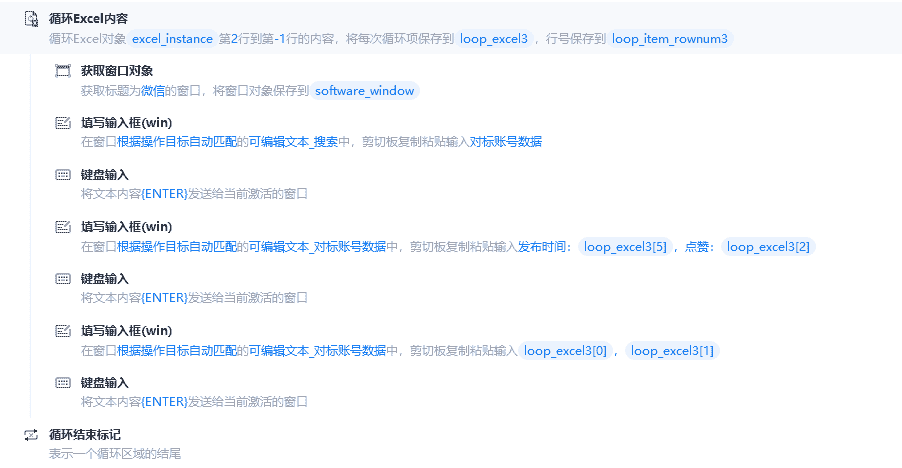 循环Excel内容
循环Excel对象 excel_instance 第2行到第-1行的内容，将每次循环项保存到 loop_excel3 ，行号保存到 loop_item_rownum3
获取窗口对象
获取标题为微信的窗口，将窗口对象保存到 software_window
填写输入框(win)
在窗口根据操作目标自动匹配的可编辑文本_搜索中，剪切板复制粘贴输入对标账号数据
键盘输入
将文本内容{ENTER}发送给当前激活的窗口
填写输入框(win)
在窗口根据操作目标自动匹配的可编辑文本_对标账号数据中，剪切板复制粘贴输入发布时间： loop_excel3[5] ，点赞： loop_excel3[2]
键盘输入
将文本内容{ENTER}发送给当前激活的窗口
填写输入框(win)
在窗口根据操作目标自动匹配的可编辑文本_对标账号数据中，剪切板复制粘贴输入 loop_excel3[0] ， loop_excel3[1]
键盘输入
将文本内容{ENTER}发送给当前激活的窗口
循环结束标记
表示一个循环区域的结尾